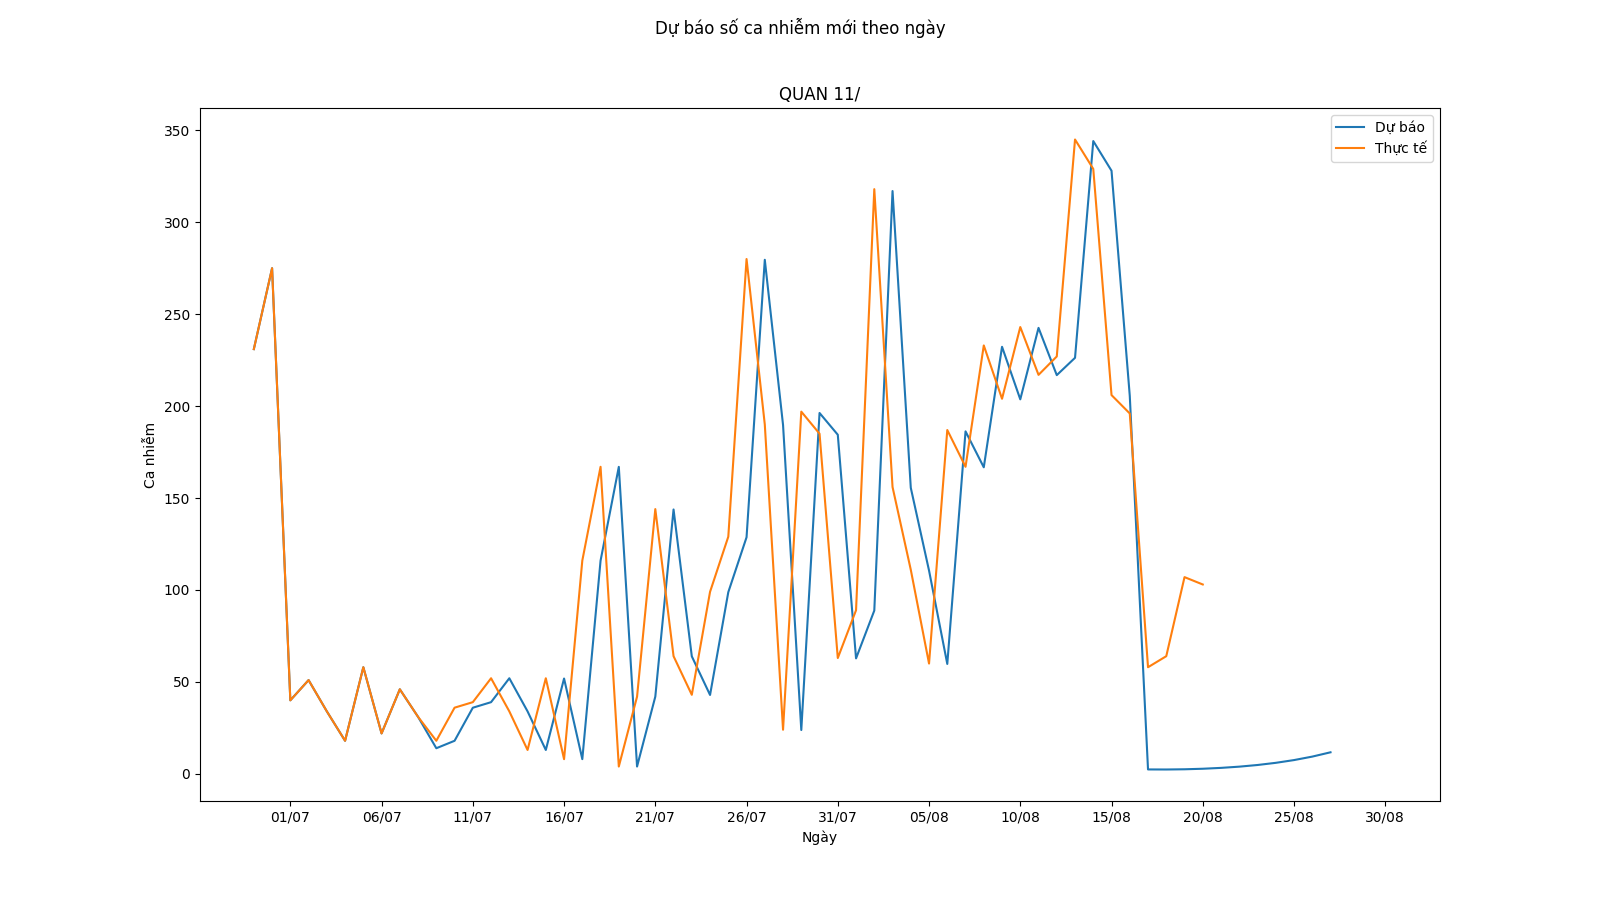 Dự báo số ca nhiễm mới theo ngày
QUAN 11/
Dự báo
Thực tế
350
300
250
200
150
100
50
0
Ca nhiễm
01/07 06/07 11/07 16/07 21/07 26/07 31/07 05/08 10/08 15/08 20/08 25/08 30/08
Ngày